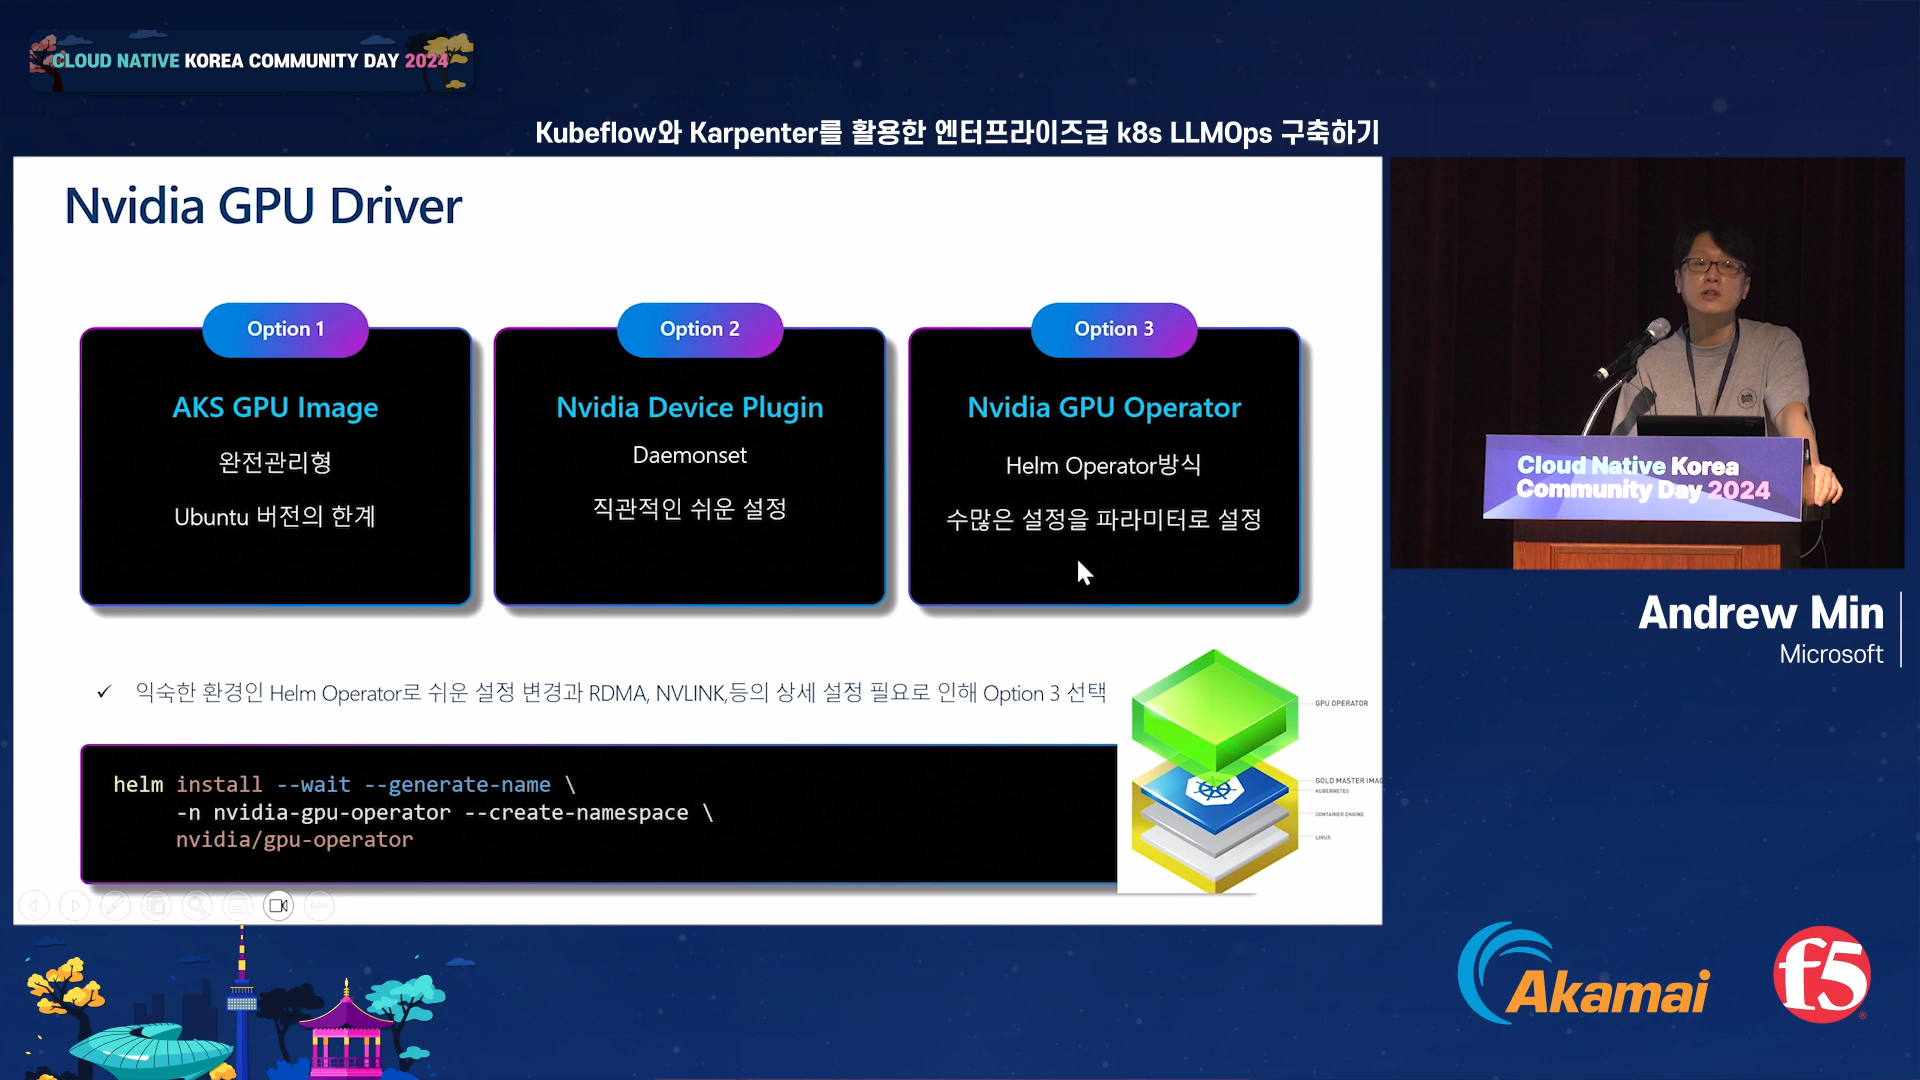 CLOUD NATIVE KOREA COMMUNITY DAY 2024
Kubeflow와 Karpenter를 활용한 엔터프라이즈급 k8s LLMOps 구축하기
Nvidia GPU Driver
Option 1
AKS GPU Image
완전관리형
Ubuntu 버전의 한계
Option 2
Nvidia Device Plugin
Daemonset
직관적인 쉬운 설정
Option 3
Nvidia GPU Operator
Helm Operator방식
수많은 설정을 파라미터로 설정
✓ 익숙한 환경인 Helm Operator로 쉬운 설정 변경과 RDMA, NVLINK,등의 상세 설정 필요로 인해 Option 3 선택
helm install --wait --generate-name \
-n nvidia-gpu-operator --create-namespace \
nvidia/gpu-operator
GPU OPERATOR
GOLD MASTER IMAG
KUBERNETES
CONTAINER ENGINE
LINUX
Cloud Native Korea
Community Day 2024
Andrew Min
Microsoft
Akamai
f5